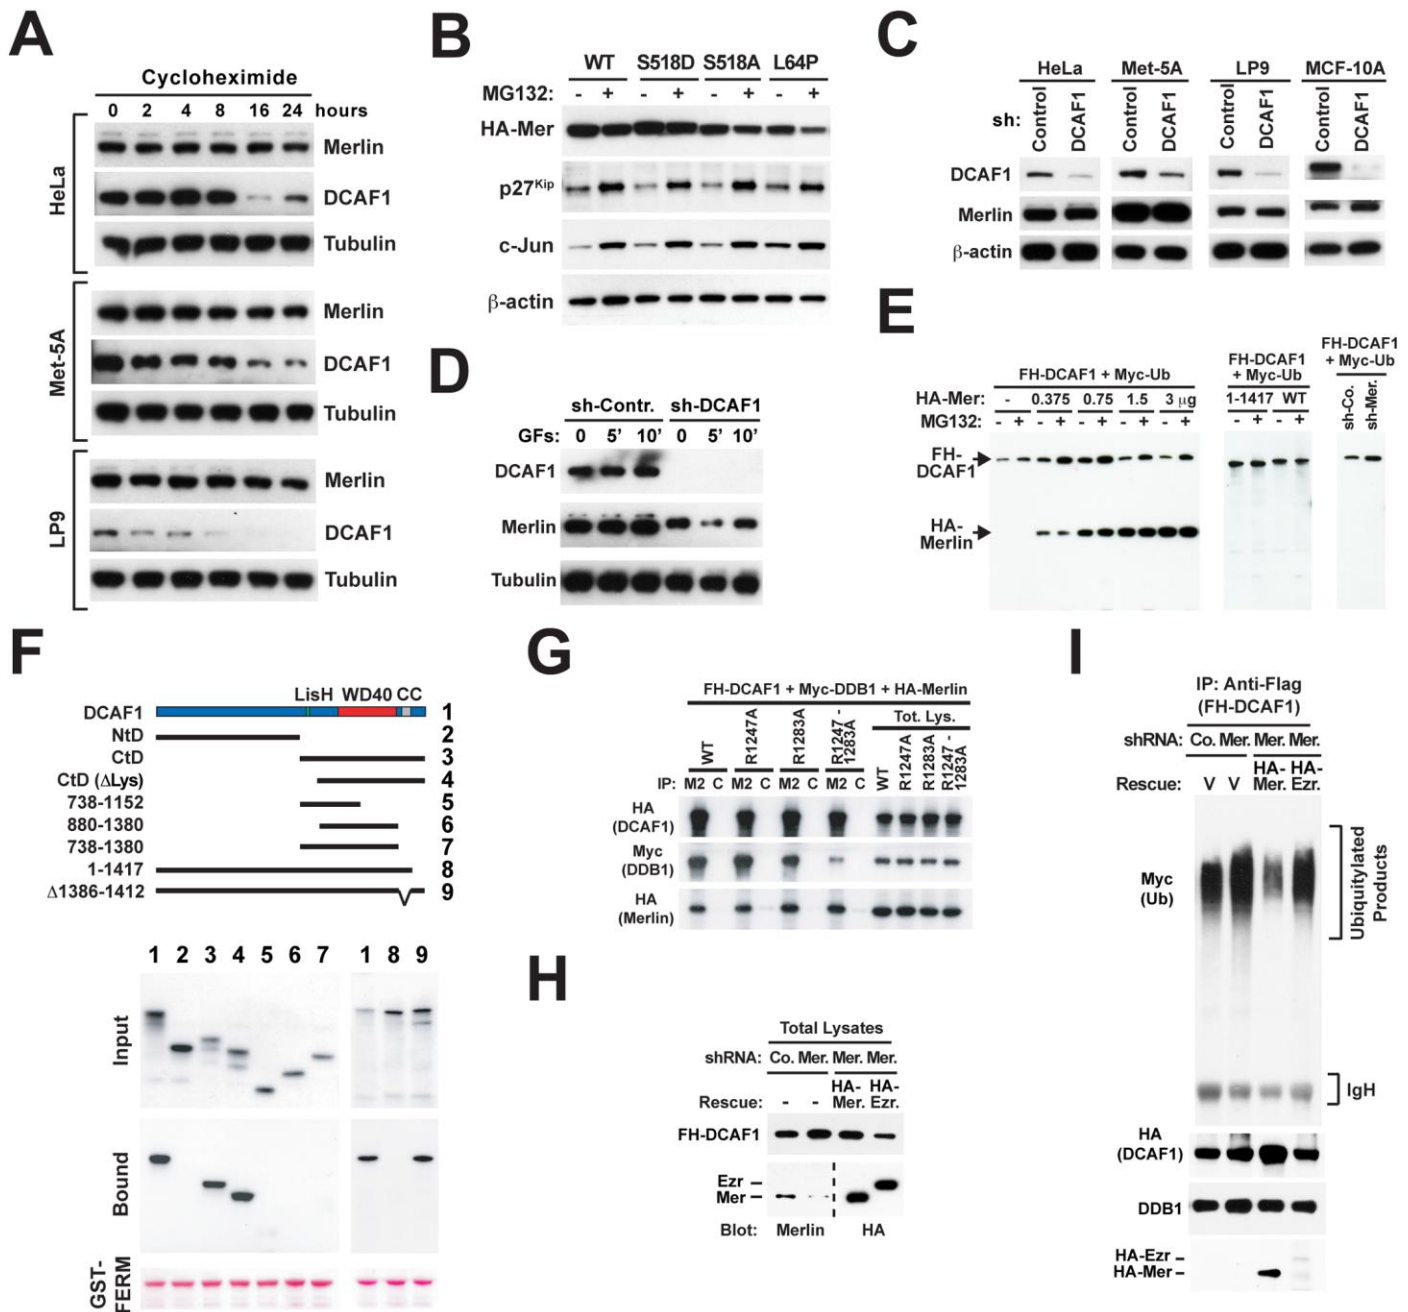 A
Cycloheximide
0 2 4 8 16 24 hours
HeLa
Merlin
DCAF1
Tubulin
Met-5A
Merlin
DCAF1
Tubulin
LP9
Merlin
DCAF1
Tubulin
B
WT S518D S518A L64P
MG132: - + - + - + - +
HA-Mer
p27Kip
c-Jun
β-actin
C
HeLa Met-5A LP9 MCF-10A
sh: Control DCAF1 Control DCAF1 Control DCAF1 Control DCAF1
DCAF1
Merlin
β-actin
D
sh-Contr. sh-DCAF1
GFs: 0 5’ 10’ 0 5’ 10’
DCAF1
Merlin
Tubulin
E
FH-DCAF1 + Myc-Ub
HA-Mer: - 0.375 0.75 1.5 3 μg
MG132: - + - + - + - + - +
FH-
DCAF1
HA-
Merlin
FH-DCAF1
+ Myc-Ub
1-1417 WT
- + - +
FH-DCAF1
+ Myc-Ub
sh-Co. sh-Mer.
F
LisH WD40 CC
DCAF1 1
NtD 2
CtD 3
CtD (ΔLys) 4
738-1152 5
880-1380 6
738-1380 7
1-1417 8
Δ1386-1412 9
1 2 3 4 5 6 7 1 8 9
Input
Bound
GST-
FERM
G
FH-DCAF1 + Myc-DDB1 + HA-Merlin
WT R1247A R1283A R1247 - 1283A
Tot. Lys.
WT R1247A R1283A R1247 - 1283A
IP: M2 C M2 C M2 C M2 C
HA
(DCAF1)
Myc
(DDB1)
HA
(Merlin)
H
Total Lysates
shRNA: Co. Mer. Mer. Mer.
Rescue: - - HA-Mer. HA-Ezr.
FH-DCAF1
Ezr –
Mer –
Blot: Merlin HA
I
IP: Anti-Flag
(FH-DCAF1)
shRNA: Co. Mer. Mer. Mer.
Rescue: V V HA-Mer. HA-Ezr.
Myc
(Ub)
Ubiquitylated
Products
IgH
HA
(DCAF1)
DDB1
HA-Ezr –
HA-Mer –